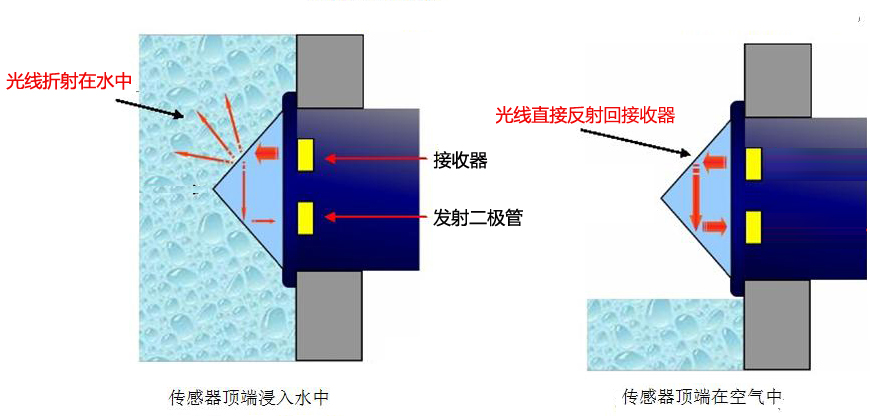 光线折射在水中
光线直接反射回接收器
接收器
发射二极管
传感器顶端浸入水中
传感器顶端在空气中